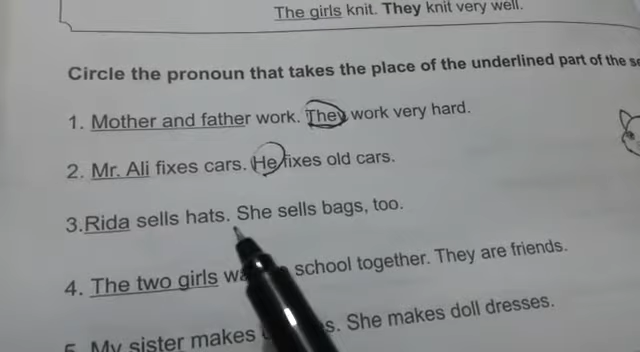 The girls knit. They knit very well.
Circle the pronoun that takes the place of the underlined part of the
1. Mother and father work. They work very hard.
2. Mr. Ali fixes cars. He fixes old cars.
3.Rida sells hats. She sells bags, too.
4. The two girls school together. They are friends.
5. My sister makes She makes doll dresses.